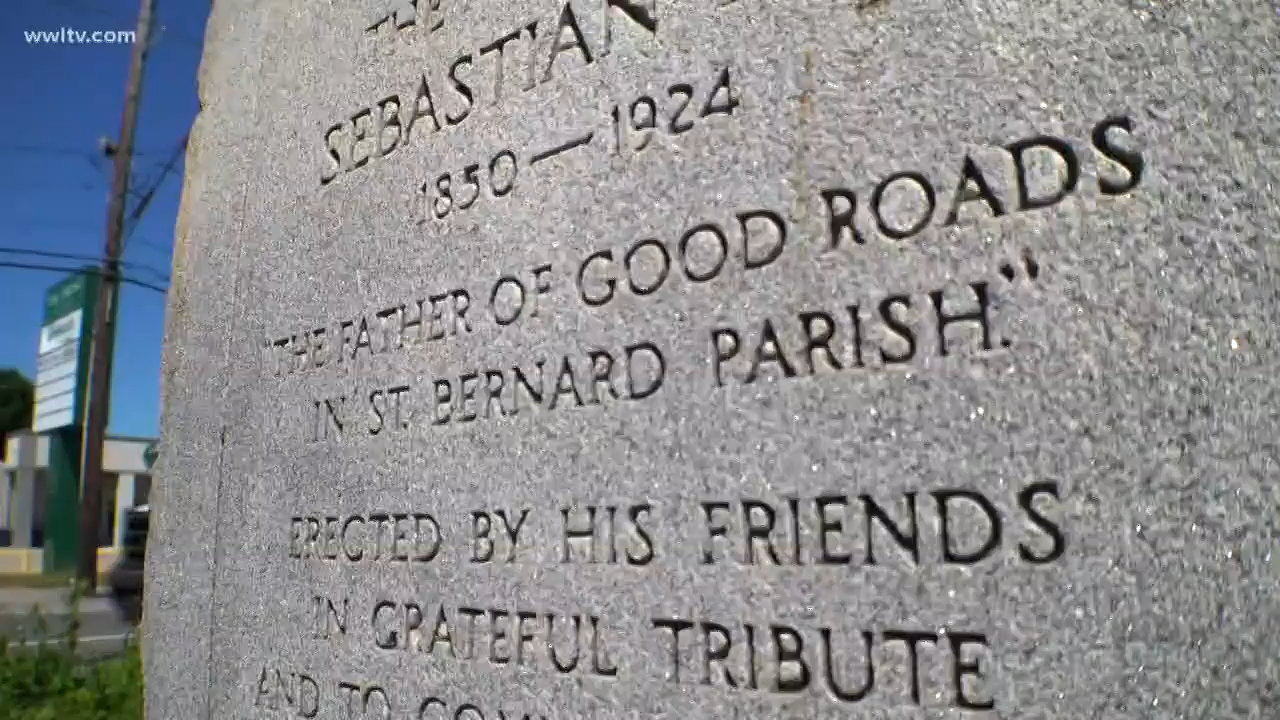 wwltv.com
THE
SEBASTIAN
1850—1924
"THE FATHER OF GOOD ROADS
IN ST. BERNARD PARISH."
ERECTED BY HIS FRIENDS
IN GRATEFUL TRIBUTE
AND TO